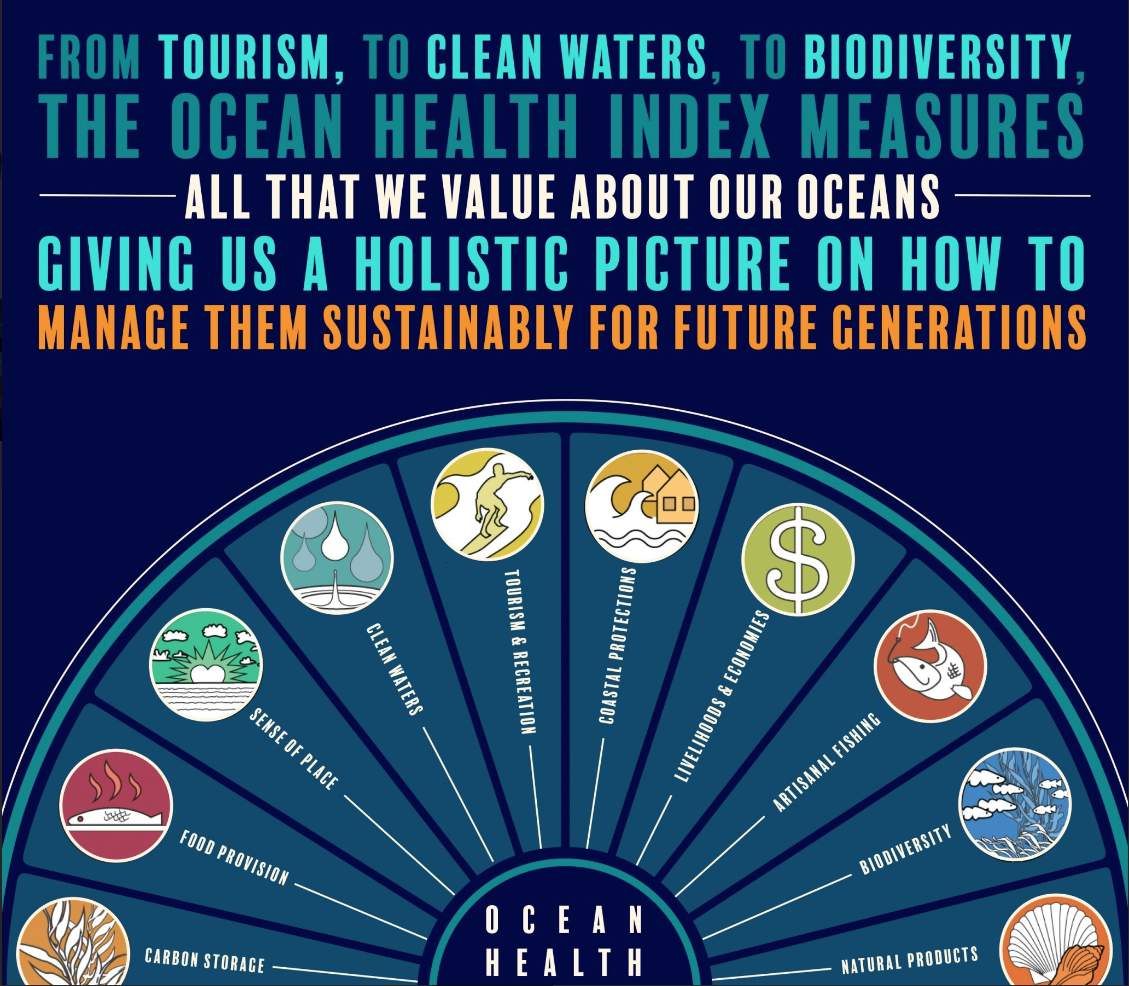 FROM TOURISM, TO CLEAN WATERS, TO BIODIVERSITY,
THE OCEAN HEALTH INDEX MEASURES
ALL THAT WE VALUE ABOUT OUR OCEANS
GIVING US A HOLISTIC PICTURE ON HOW TO
MANAGE THEM SUSTAINABLY FOR FUTURE GENERATIONS
CARBON STORAGE
FOOD PROVISION
SENSE OF PLACE
CLEAN WATERS
TOURISM & RECREATION
COASTAL PROTECTIONS
LIVELIHOODS & ECONOMIES
$
ARTISANAL FISHING
BIODIVERSITY
NATURAL PRODUCTS
OCEAN
HEALTH